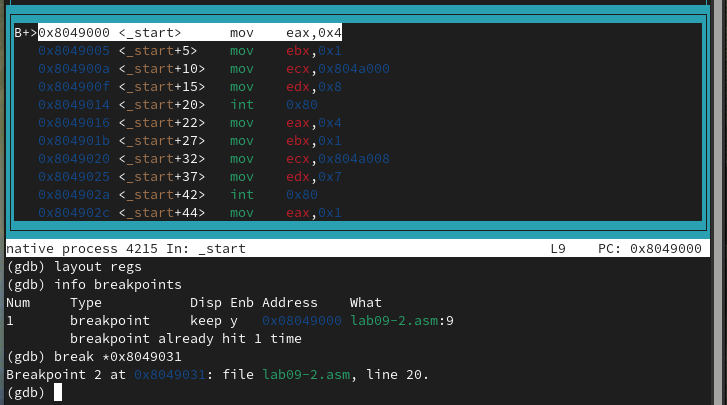 B+>0x8049000 <_start>      mov    eax,0x4
   0x8049005 <_start+5>    mov    ebx,0x1
   0x804900a <_start+10>   mov    ecx,0x804a000
   0x804900f <_start+15>   mov    edx,0x8
   0x8049014 <_start+20>   int    0x80
   0x8049016 <_start+22>   mov    eax,0x4
   0x804901b <_start+27>   mov    ebx,0x1
   0x8049020 <_start+32>   mov    ecx,0x804a008
   0x8049025 <_start+37>   mov    edx,0x7
   0x804902a <_start+42>   int    0x80
   0x804902c <_start+44>   mov    eax,0x1
native process 4215 In: _start                                      L9    PC: 0x8049000
(gdb) layout regs
(gdb) info breakpoints
Num     Type           Disp Enb Address    What
1       breakpoint     keep y   0x08049000 lab09-2.asm:9
        breakpoint already hit 1 time
(gdb) break *0x8049031
Breakpoint 2 at 0x8049031: file lab09-2.asm, line 20.
(gdb)